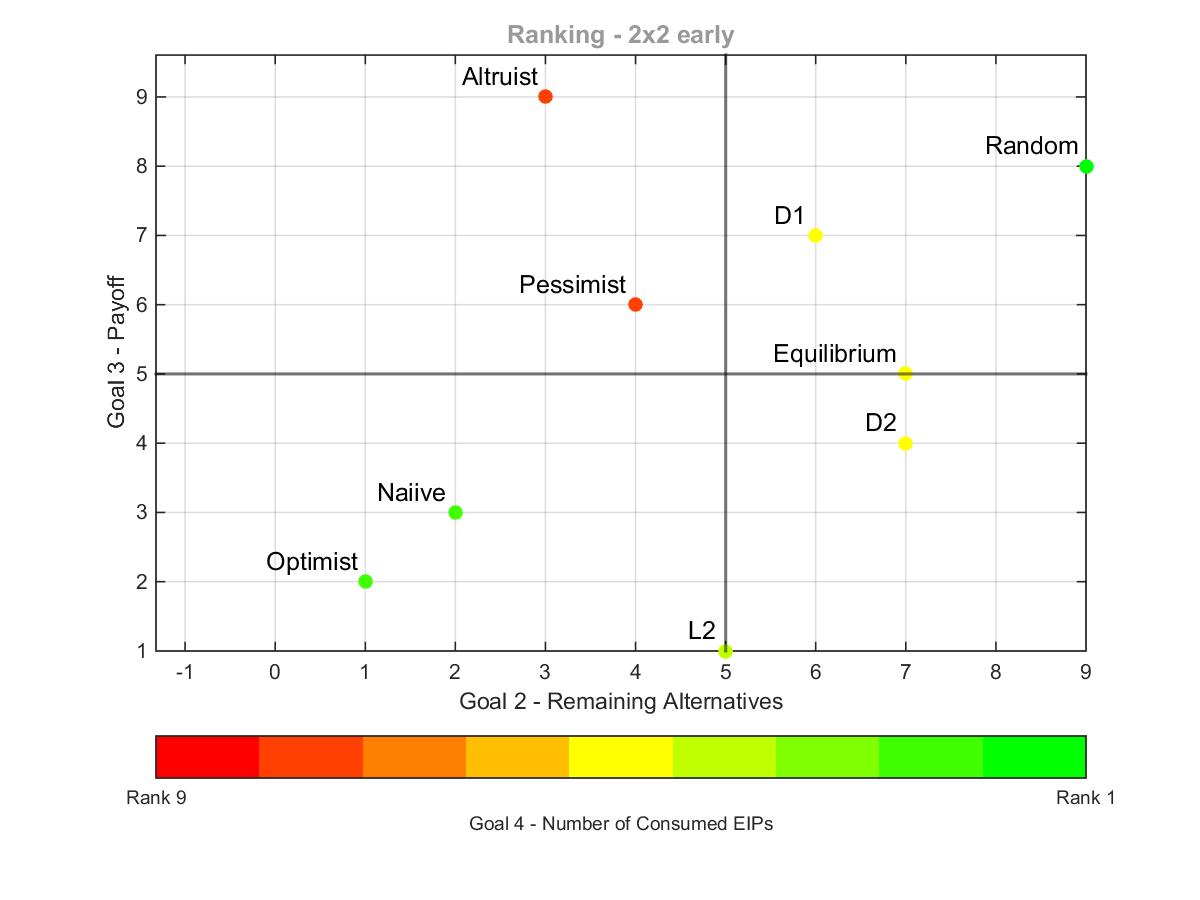 Ranking - 2x2 early
Altruist
9
Random
8
D1
7
Pessimist
6
Equilibrium
5
D2
4
Naiive
3
Optimist
2
L2
1
Goal 3 - Payoff
-1 0 1 2 3 4 5 6 7 8 9
Goal 2 - Remaining Alternatives
Rank 9 Rank 1
Goal 4 - Number of Consumed EIPs